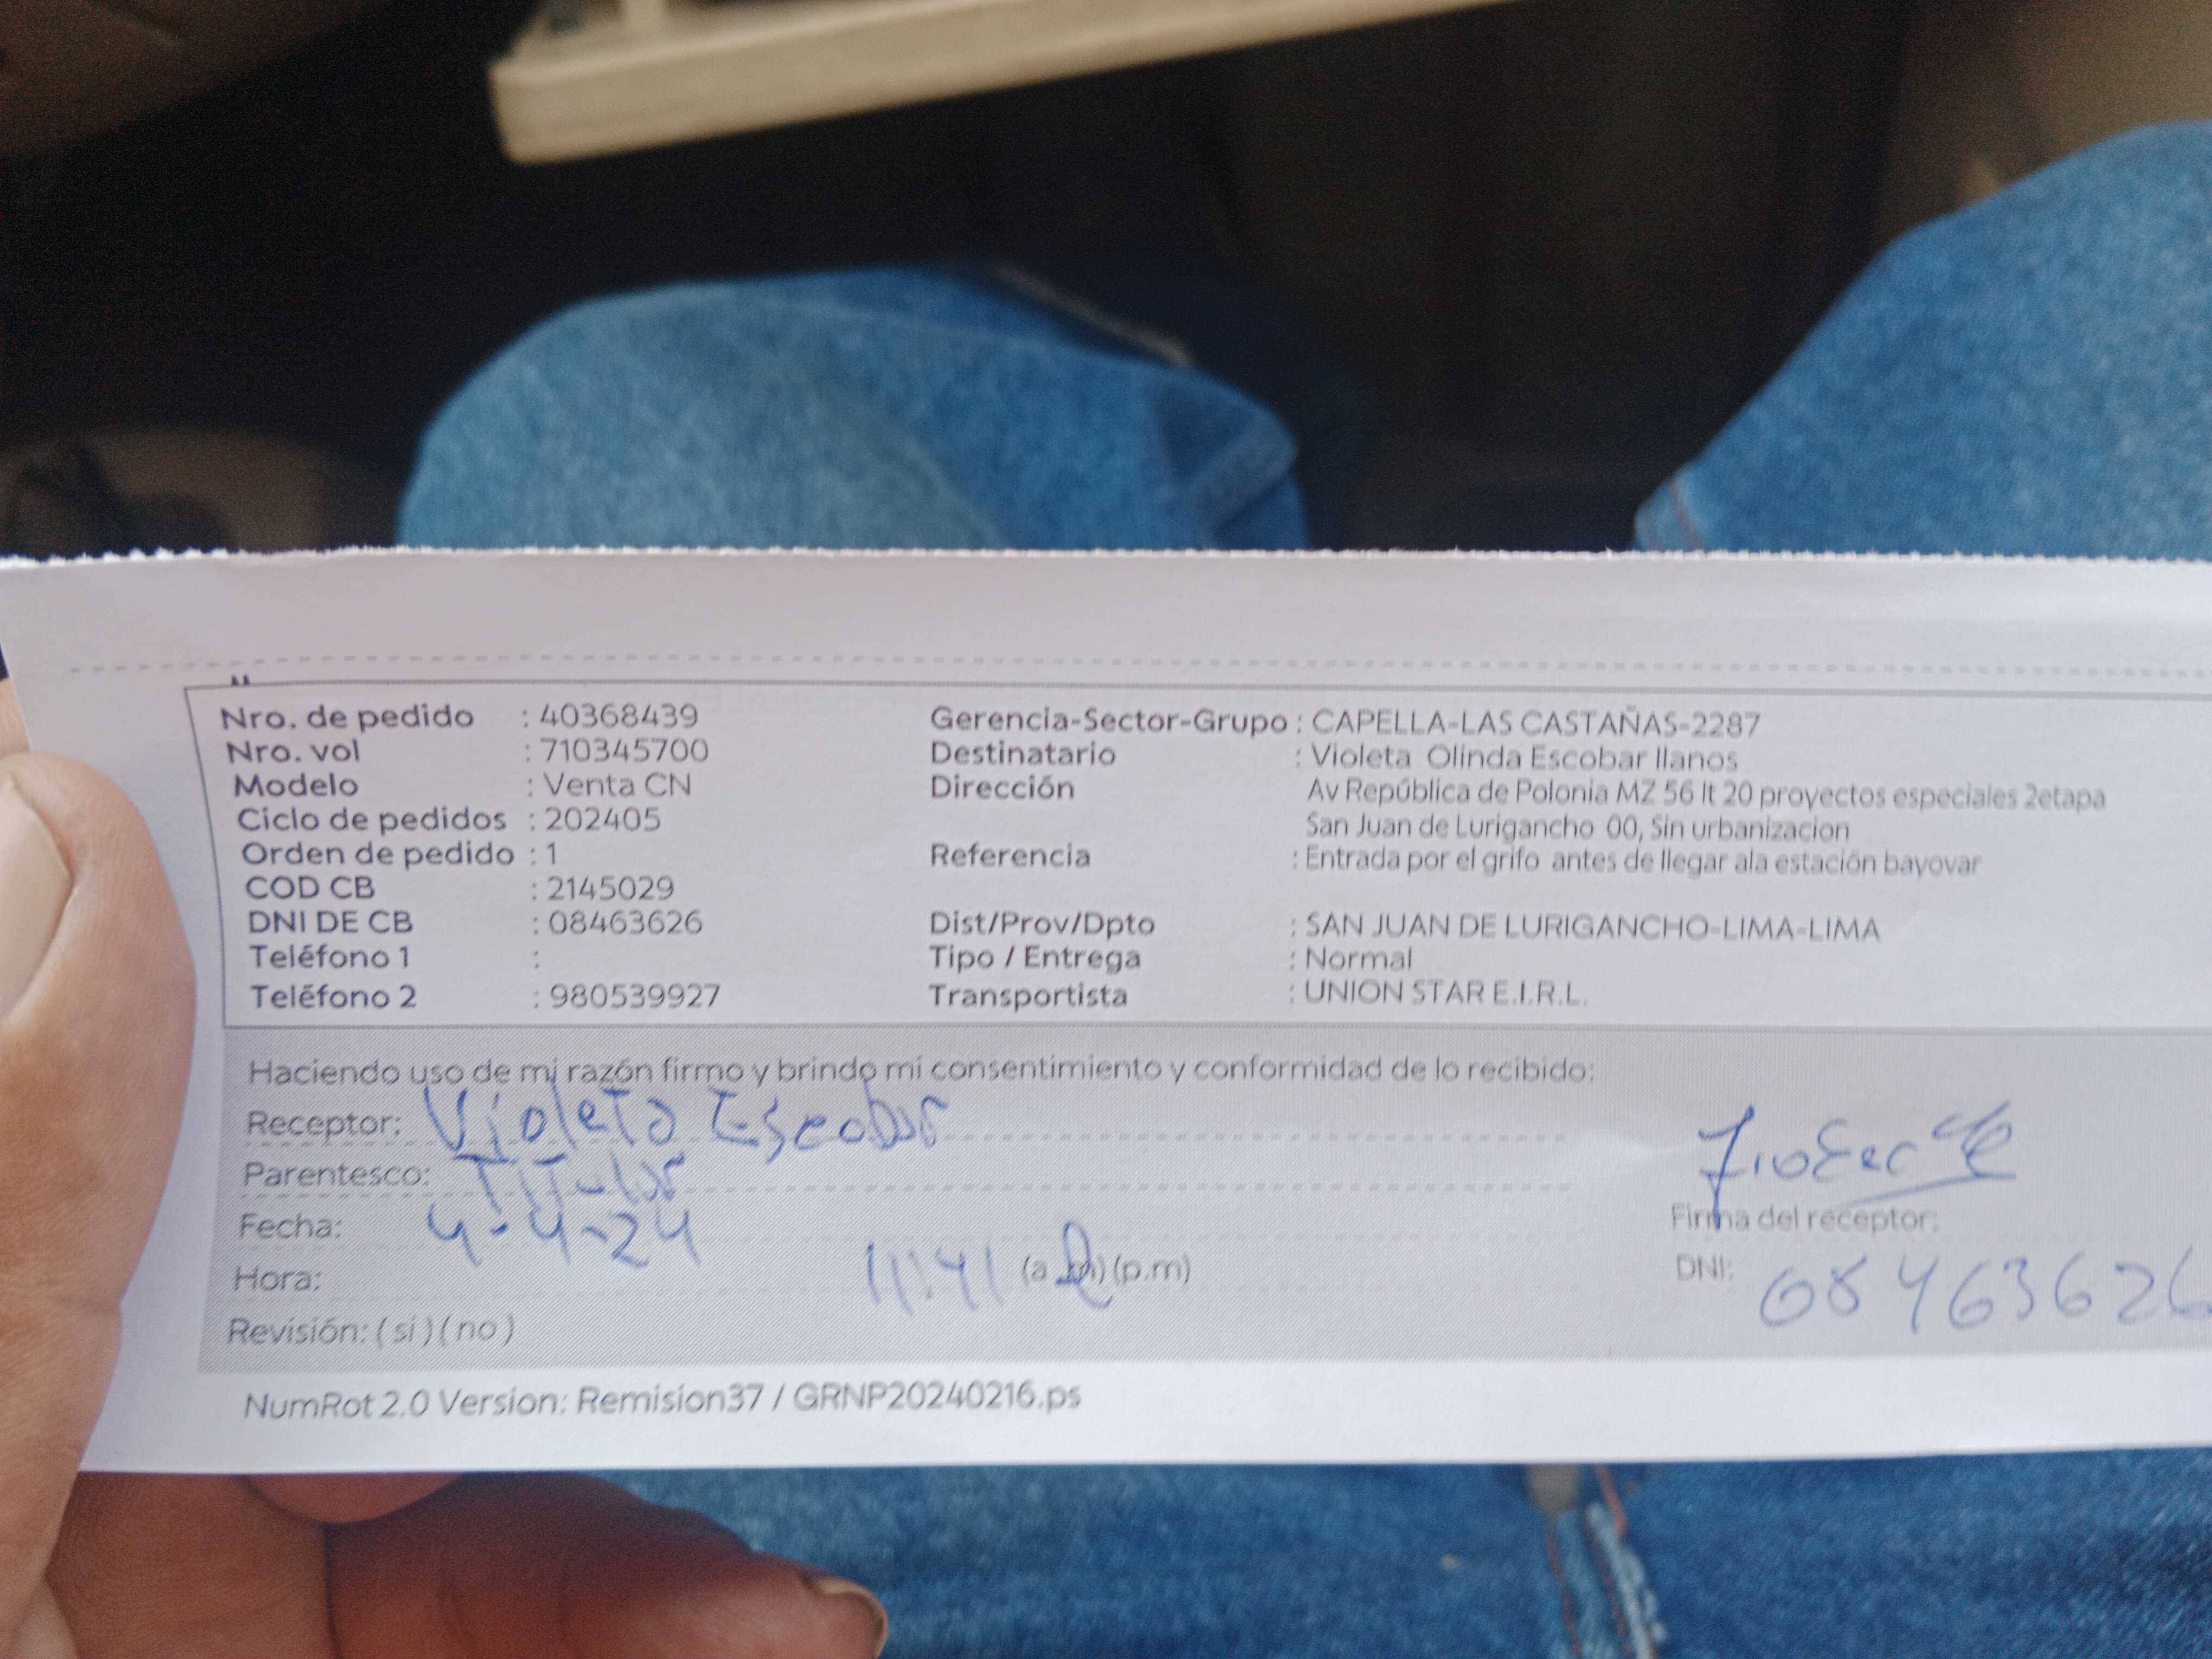 Nro. de pedido : 40368439
Nro. vol : 710345700
Modelo : Venta CN
Ciclo de pedidos : 202405
Orden de pedido : 1
COD CB : 2145029
DNI DE CB : 08463626
Teléfono 1 :
Teléfono 2 : 980539927
Gerencia-Sector-Grupo : CAPELLA-LAS CASTAÑAS-2287
Destinatario : Violeta Olinda Escobar llanos
Dirección Av República de Polonia MZ 56 lt 20 proyectos especiales 2etapa
San Juan de Lurigancho 00, Sin urbanizacion
Referencia : Entrada por el grifo antes de llegar ala estación bayovar
Dist/Prov/Dpto : SAN JUAN DE LURIGANCHO-LIMA-LIMA
Tipo / Entrega : Normal
Transportista : UNION STAR E.I.R.L.
Haciendo uso de mi razón firmo y brindo mi consentimiento y conformidad de lo recibido:
Receptor: Violeta Escobar
Parentesco: TiTular
Fecha: 4-4-24
Hora: 11:41 (a.m) (p.m)
Revisión: ( si ) ( no )
Firma del receptor:
DNI: 08463626
NumRot 2.0 Version: Remision37 / GRNP20240216.ps